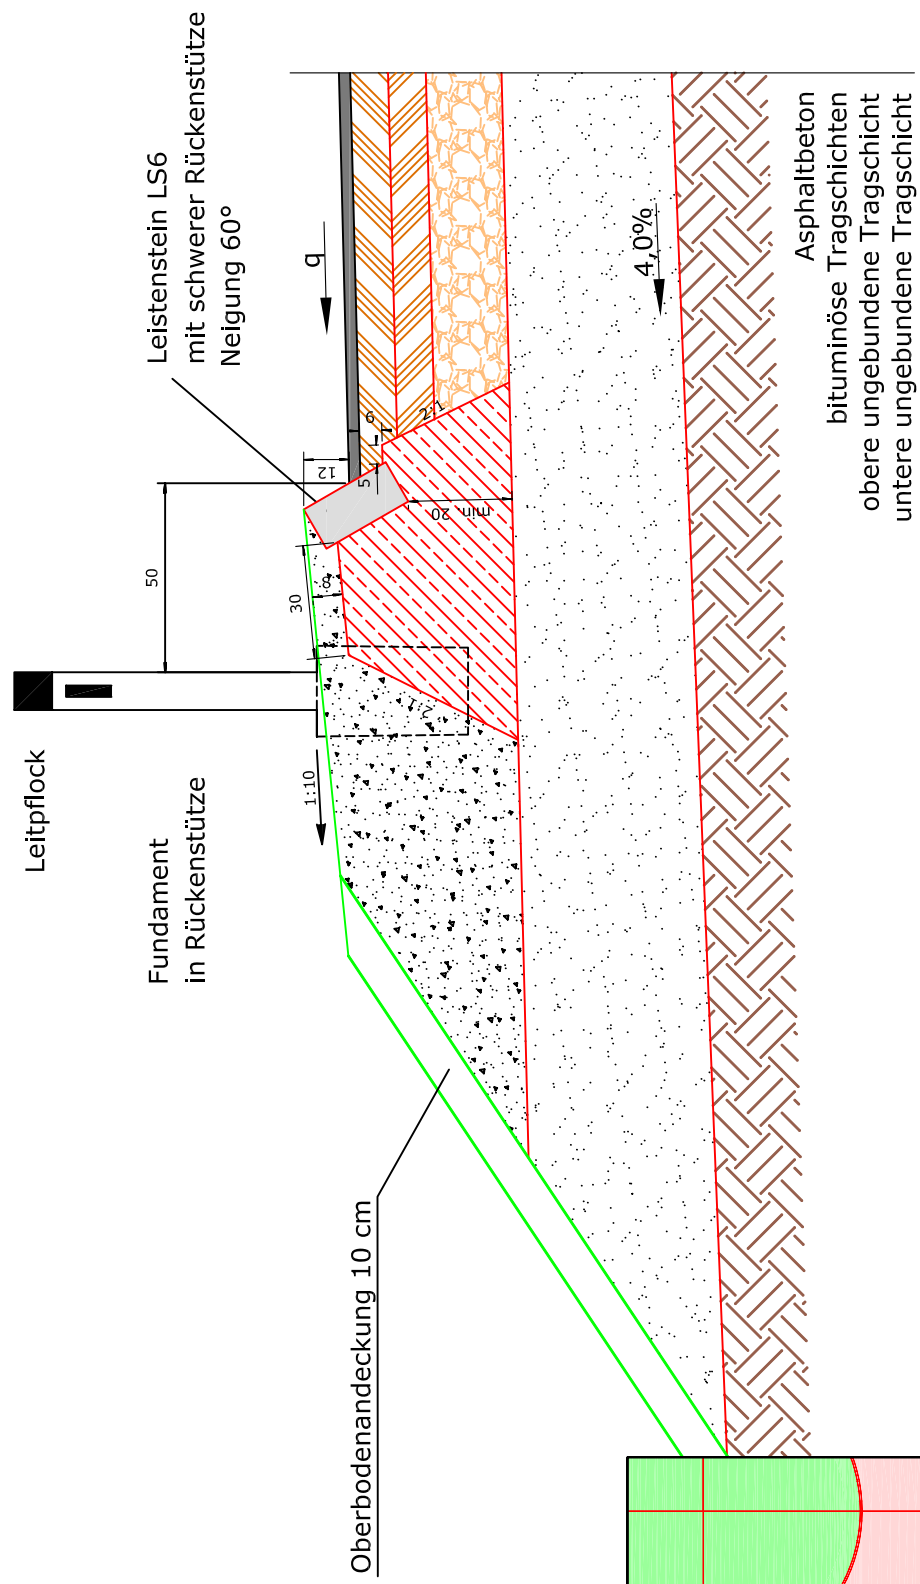 Leitpflock
Fundament
in Rückenstütze
Leistenstein LS6
mit schwerer Rückenstütze
Neigung 60°
q
50
12
30
8
5
9
2:1
min. 20
2:1
1:10
4,0%
Oberbodenandeckung 10 cm
Asphaltbeton
bituminöse Tragschichten
obere ungebundene Tragschicht
untere ungebundene Tragschicht